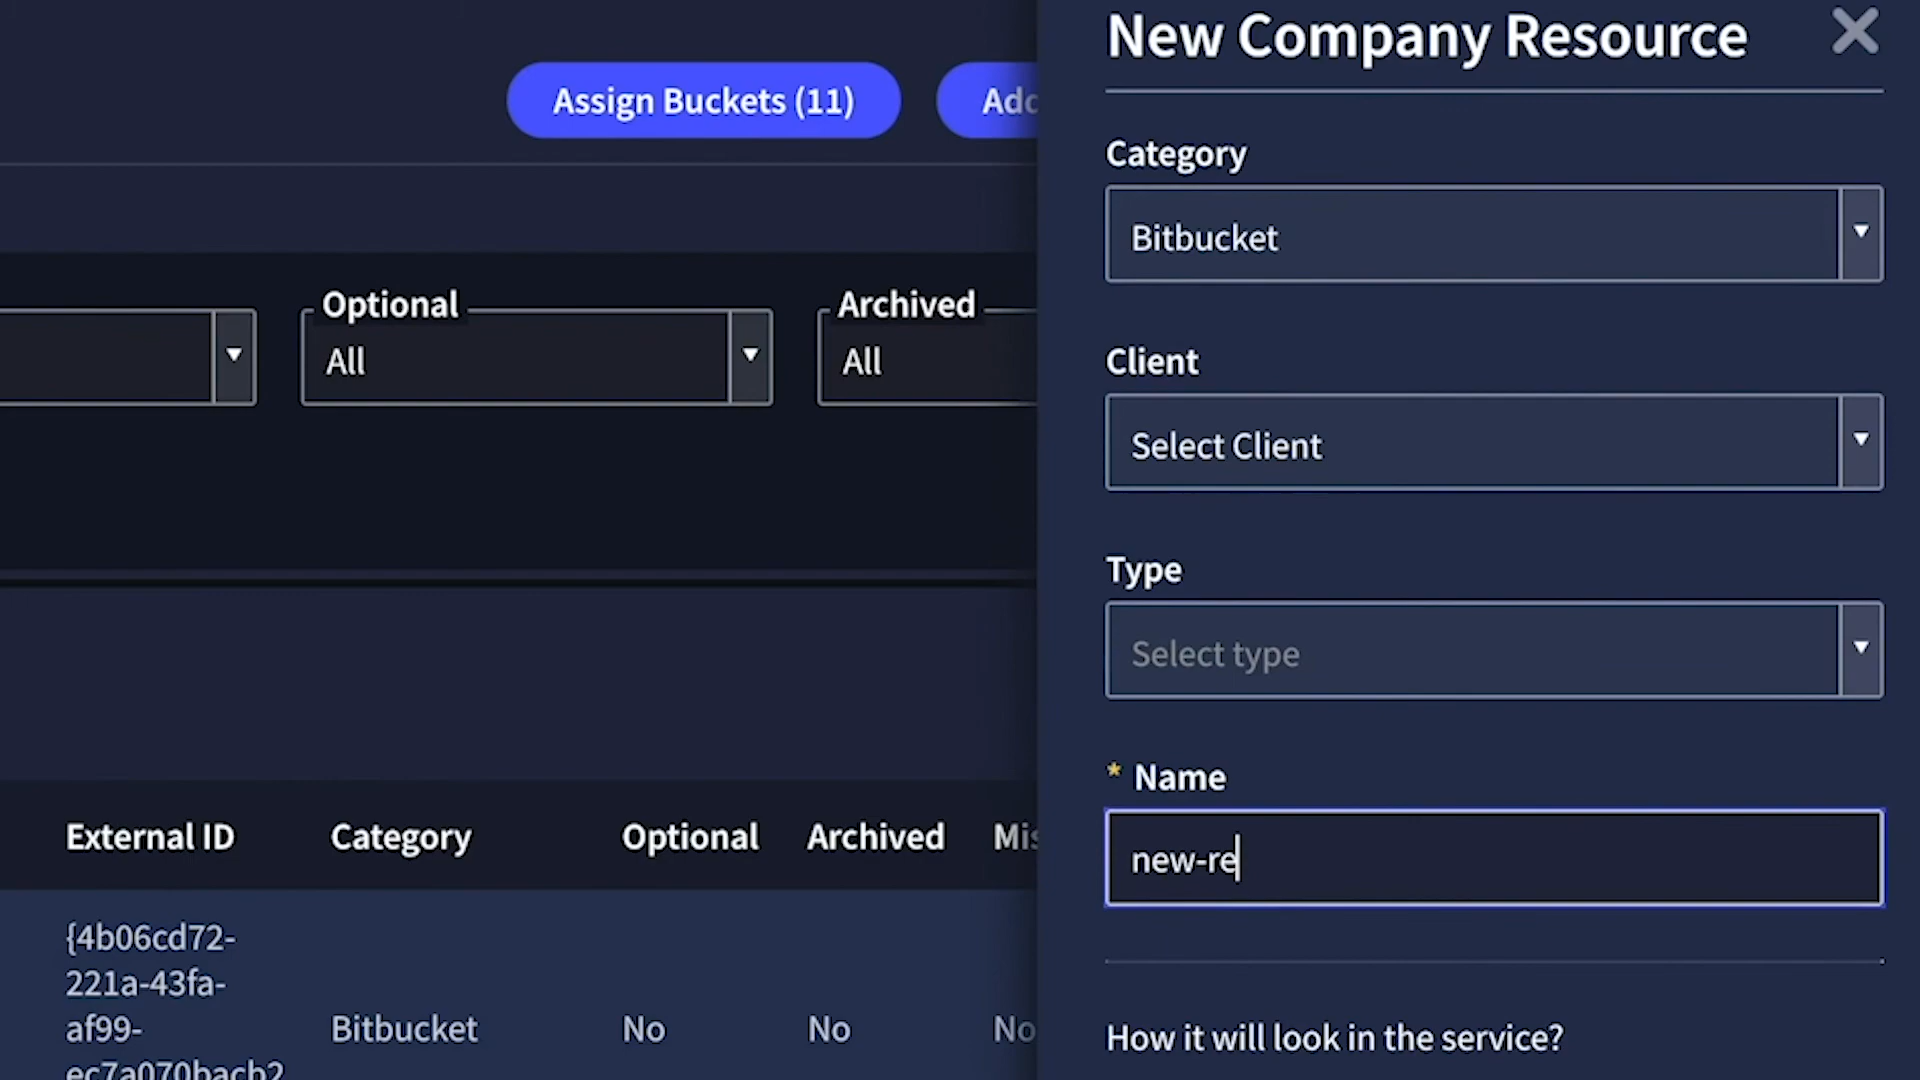 Assign Buckets (11)
Optional
All
Archived
All
External ID
Category
Optional
Archived
{4b06cd72-
221a-43fa-
af99-
ec7a070bacb2
Bitbucket
No
No
No
New Company Resource
Category
Bitbucket
Client
Select Client
Type
Select type
* Name
new-re
How it will look in the service?